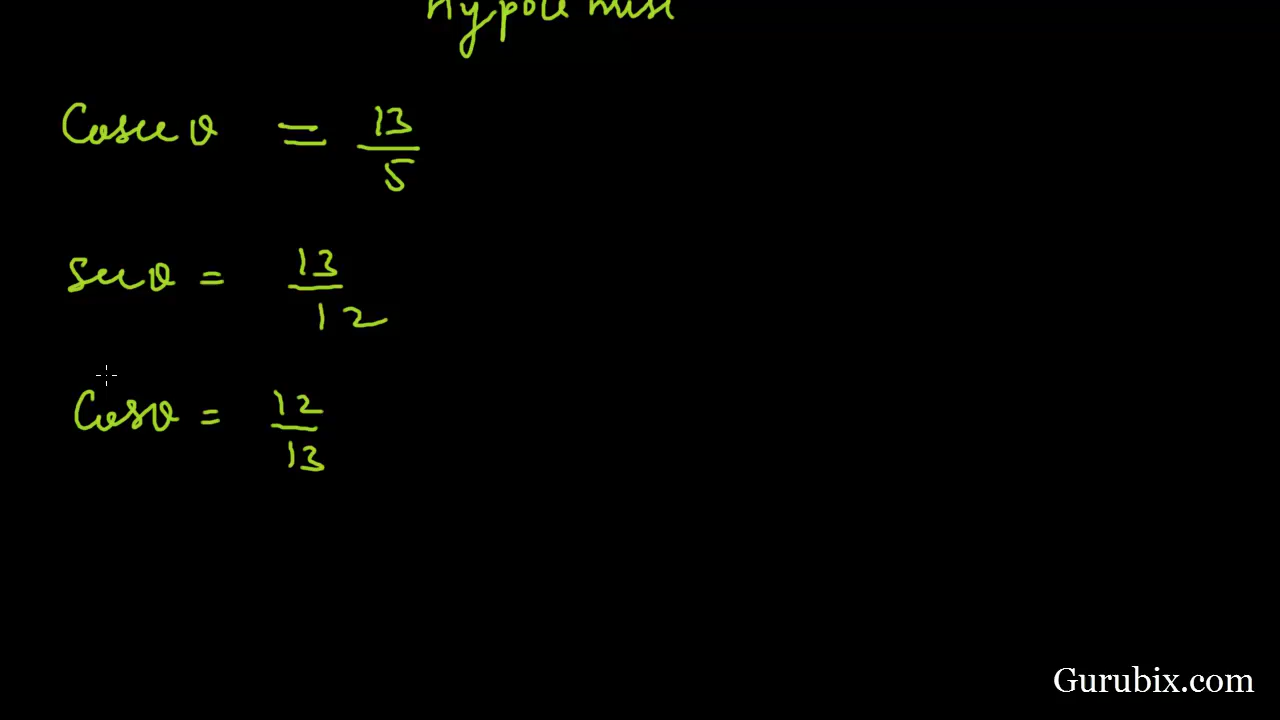 Hypotenuse
Cosec θ = 13/5
Sec θ = 13/12
Cos θ = 12/13
Gurubix.com